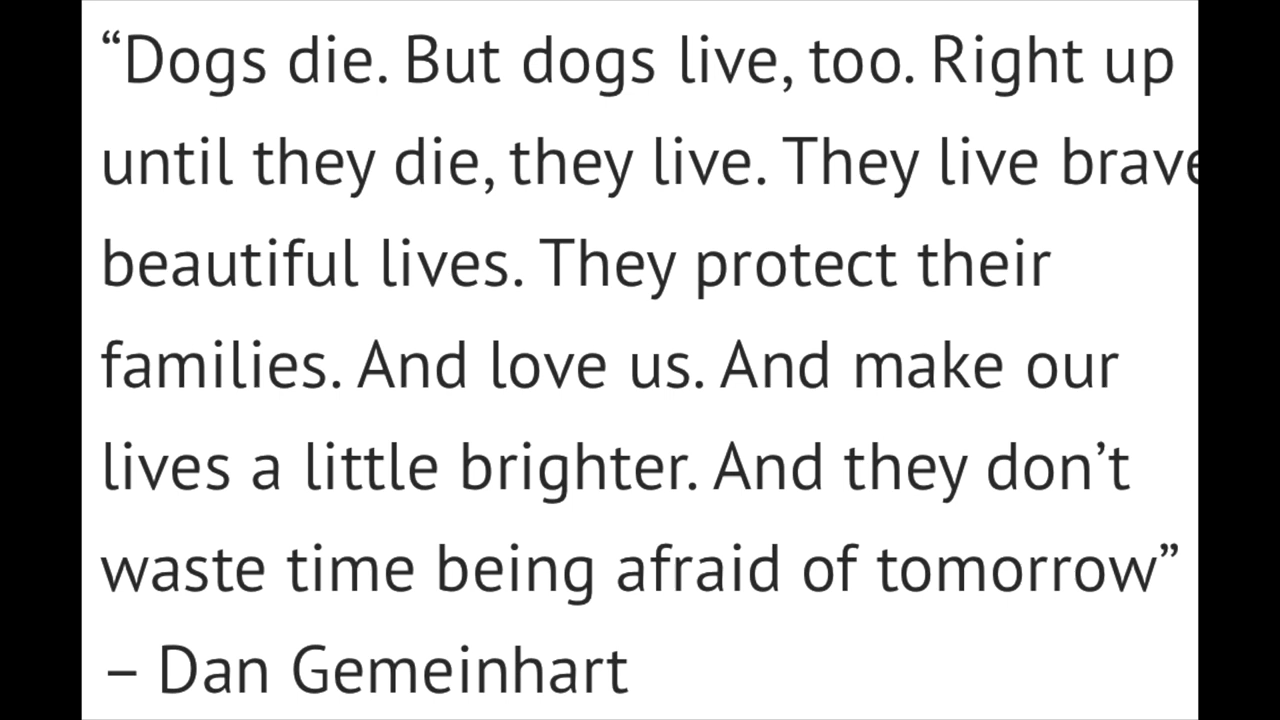 “Dogs die. But dogs live, too. Right up
until they die, they live. They live brave
beautiful lives. They protect their
families. And love us. And make our
lives a little brighter. And they don’t
waste time being afraid of tomorrow”
– Dan Gemeinhart